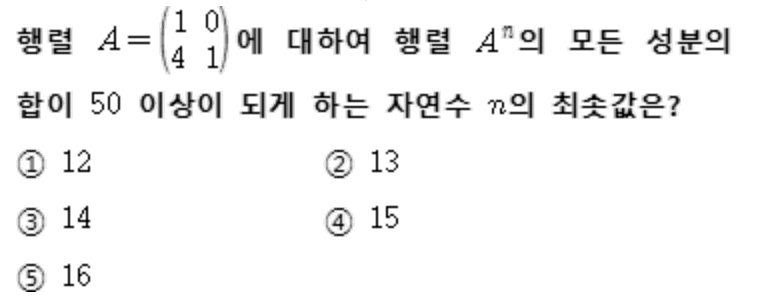 행렬 A=(1 0
4 1)에 대하여 행렬 Aⁿ의 모든 성분의
합이 50 이상이 되게 하는 자연수 n의 최솟값은?
① 12 ② 13
③ 14 ④ 15
⑤ 16